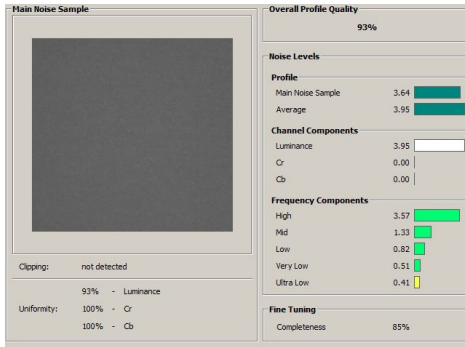 Main Noise Sample
Clipping: not detected
93% - Luminance
Uniformity: 100% - Cr
100% - Cb
Overall Profile Quality
93%
Noise Levels
Profile
Main Noise Sample 3.64
Average 3.95
Channel Components
Luminance 3.95
Cr 0.00
Cb 0.00
Frequency Components
High 3.57
Mid 1.33
Low 0.82
Very Low 0.51
Ultra Low 0.41
Fine Tuning
Completeness 85%